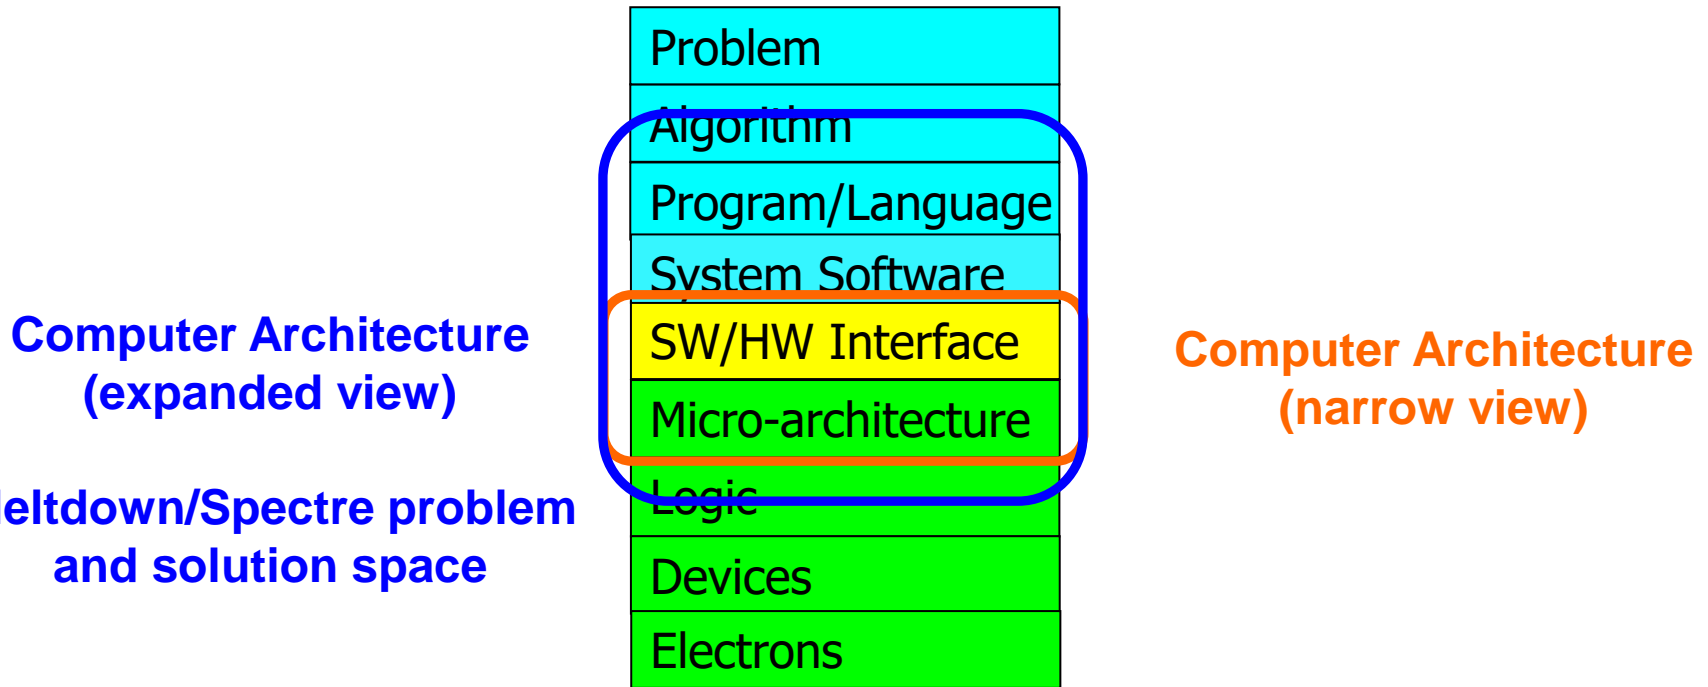 Problem
Algorithm
Program/Language
System Software
SW/HW Interface
Micro-architecture
Logic
Devices
Electrons
Computer Architecture
(expanded view)
eltdown/Spectre problem
and solution space
Computer Architecture
(narrow view)